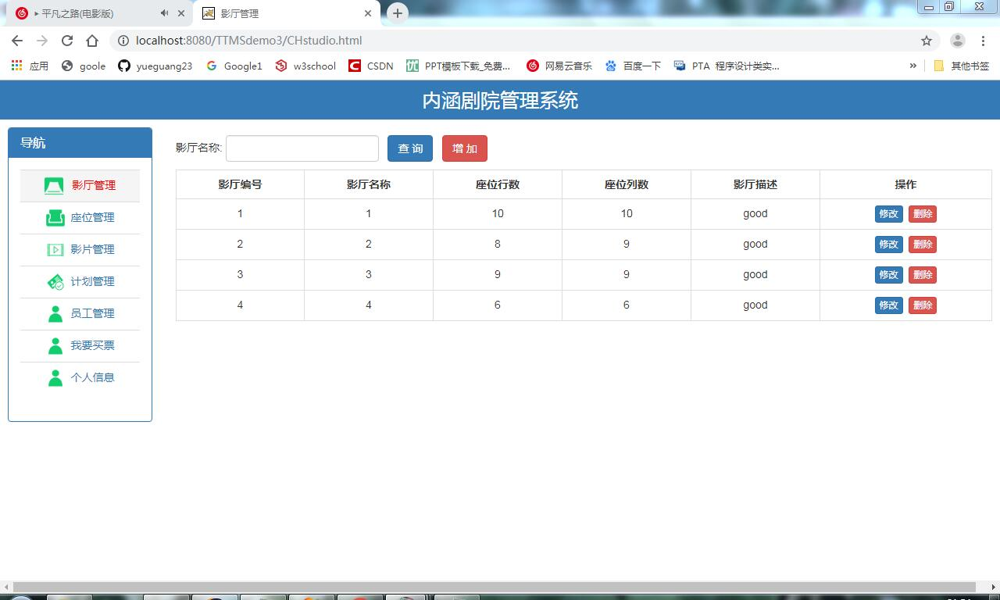 平凡之路(电影版)
影厅管理
localhost:8080/TTMSdemo3/CHstudio.html
应用 goole yueguang23 Google1 w3school CSDN PPT模板下载_免费... 网易云音乐 百度一下 PTA 程序设计类实... » 其他书签
内涵剧院管理系统
导航
影厅管理
座位管理
影片管理
计划管理
员工管理
我要买票
个人信息
影厅名称: 查 询 增 加
影厅编号 影厅名称 座位行数 座位列数 影厅描述 操作
1 1 10 10 good 修改 删除
2 2 8 9 good 修改 删除
3 3 9 9 good 修改 删除
4 4 6 6 good 修改 删除